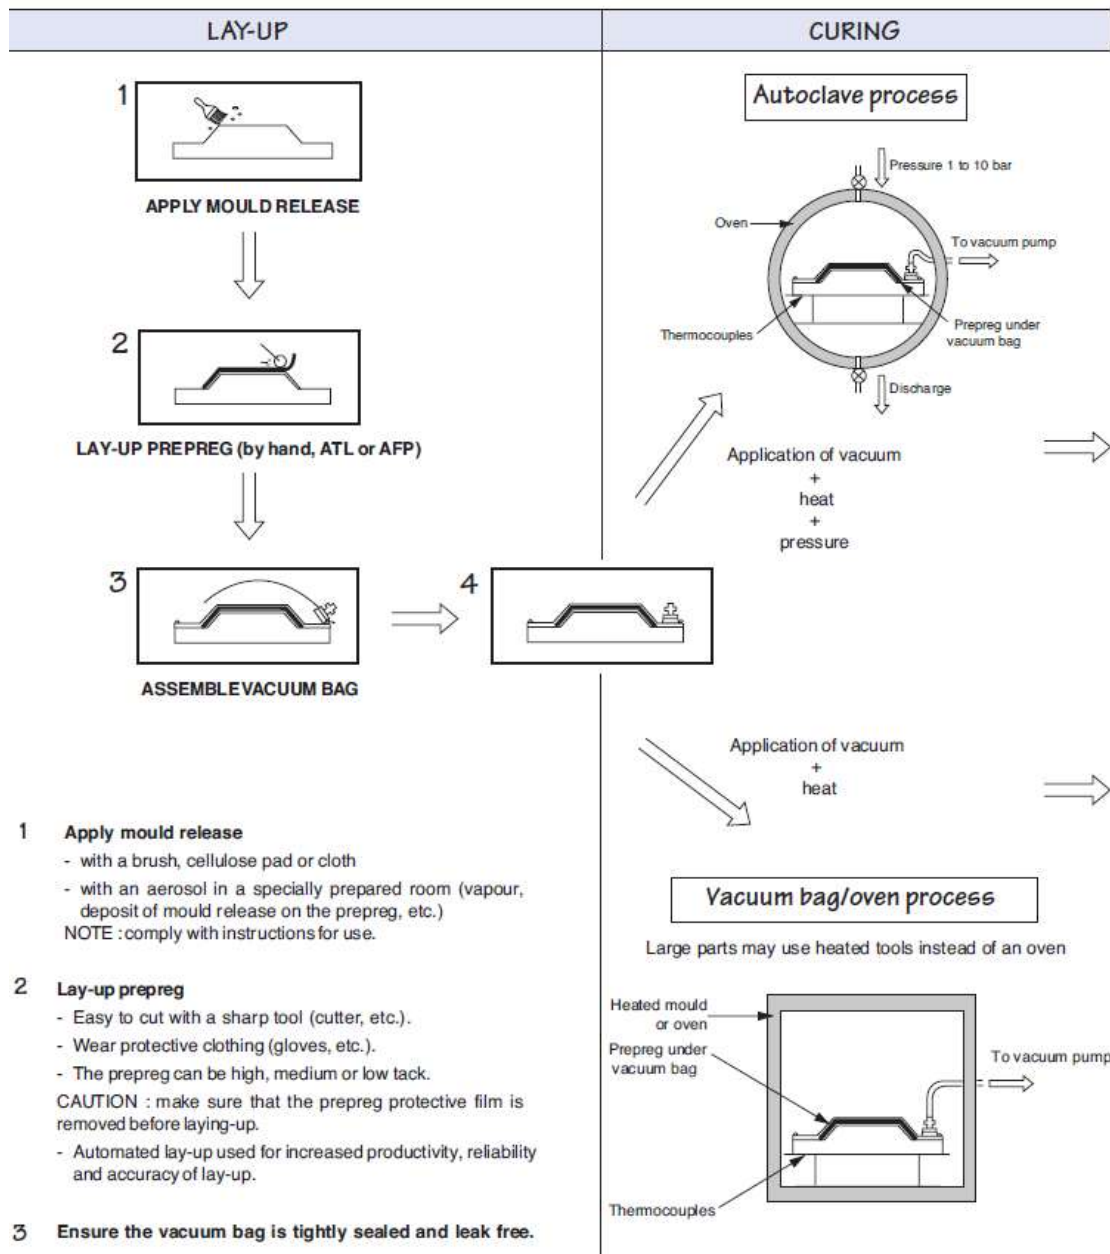 LAY-UP
CURING
1
APPLY MOULD RELEASE
2
LAY-UP PREPREG (by hand, ATL or AFP)
3
ASSEMBLE VACUUM BAG
4
1 Apply mould release
- with a brush, cellulose pad or cloth
- with an aerosol in a specially prepared room (vapour,
deposit of mould release on the prepreg, etc.)
NOTE : comply with instructions for use.
2 Lay-up prepreg
- Easy to cut with a sharp tool (cutter, etc.).
- Wear protective clothing (gloves, etc.).
- The prepreg can be high, medium or low tack.
CAUTION : make sure that the prepreg protective film is
removed before laying-up.
- Automated lay-up used for increased productivity, reliability
and accuracy of lay-up.
3 Ensure the vacuum bag is tightly sealed and leak free.
Autoclave process
Pressure 1 to 10 bar
Oven
To vacuum pump
Thermocouples
Prepreg under
vacuum bag
Discharge
Application of vacuum
+
heat
+
pressure
Application of vacuum
+
heat
Vacuum bag/oven process
Large parts may use heated tools instead of an oven
Heated mould
or oven
Prepreg under
vacuum bag
To vacuum pump
Thermocouples